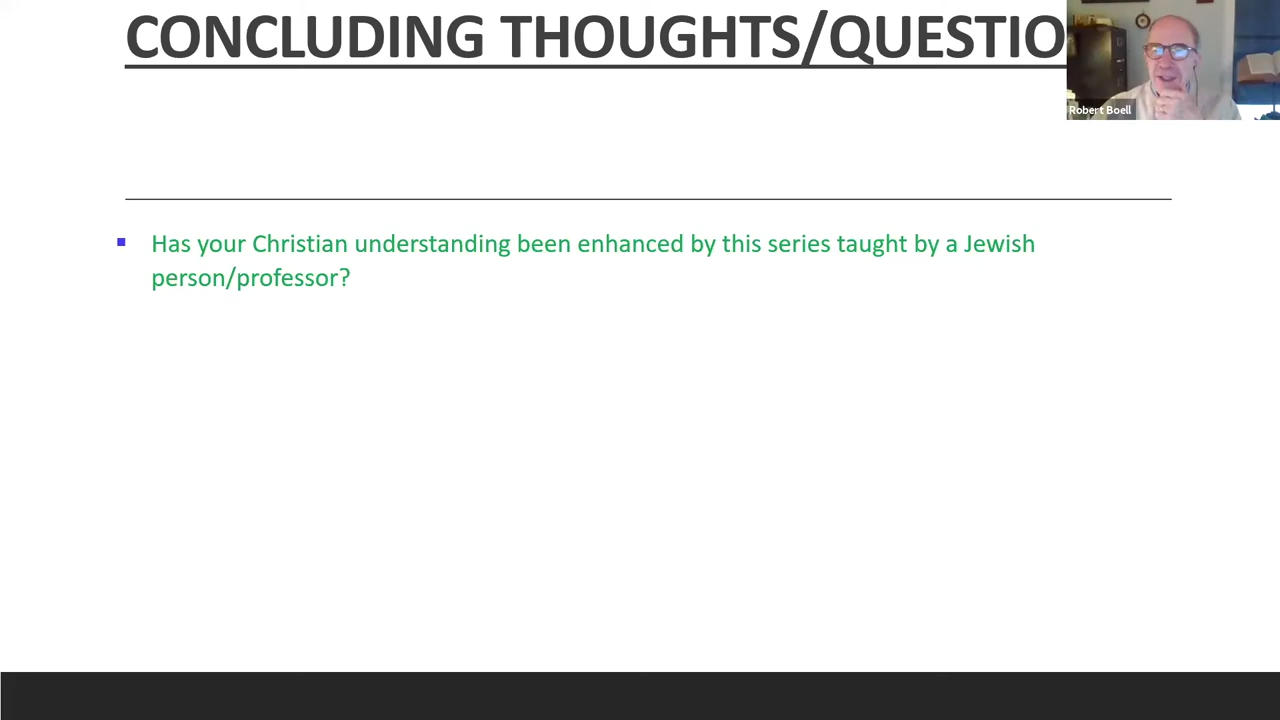 CONCLUDING THOUGHTS/QUESTIO
Robert Boell
Has your Christian understanding been enhanced by this series taught by a Jewish
person/professor?